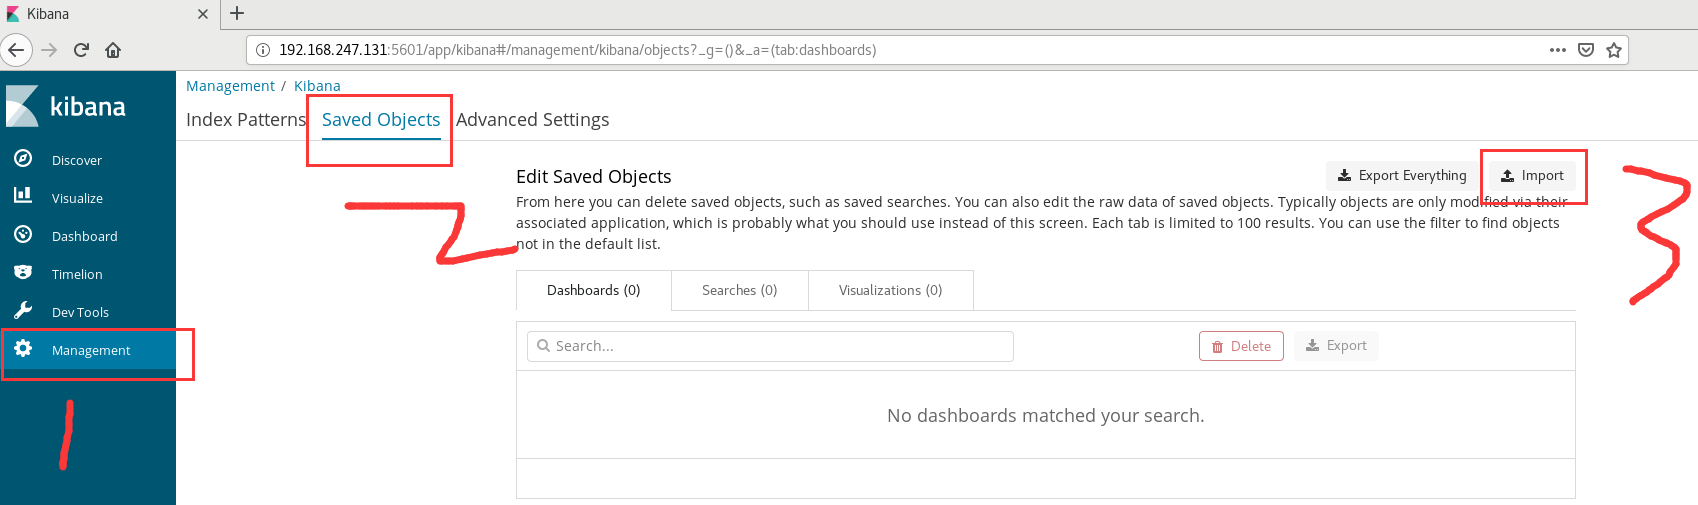 Kibana
192.168.247.131:5601/app/kibana#/management/kibana/objects?_g=()&_a=(tab:dashboards)
kibana
Discover
Visualize
Dashboard
Timelion
Dev Tools
Management
1
Management / Kibana
Index Patterns Saved Objects Advanced Settings
2
Edit Saved Objects
Export Everything
Import
3
From here you can delete saved objects, such as saved searches. You can also edit the raw data of saved objects. Typically objects are only modified via their
associated application, which is probably what you should use instead of this screen. Each tab is limited to 100 results. You can use the filter to find objects
not in the default list.
Dashboards (0) Searches (0) Visualizations (0)
Search... Delete Export
No dashboards matched your search.